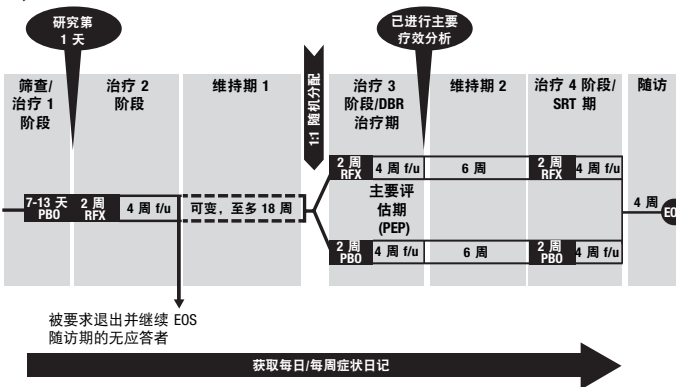 研究第
1 天
已进行主要
疗效分析
筛查/
治疗 1
阶段
治疗 2
阶段
维持期 1
1:1 随机分配
治疗 3
阶段/DBR
治疗期
维持期 2
治疗 4 阶段/
SRT 期
随访
2 周
RFX
4 周 f/u
6 周
2 周
RFX
4 周 f/u
7-13 天
PBO
2 周
RFX
4 周 f/u
可变，至多 18 周
主要评
估期
(PEP)
4 周
EO
2 周
PBO
4 周 f/u
6 周
2 周
PBO
4 周 f/u
被要求退出并继续 EOS
随访期的无应答者
获取每日/每周症状日记